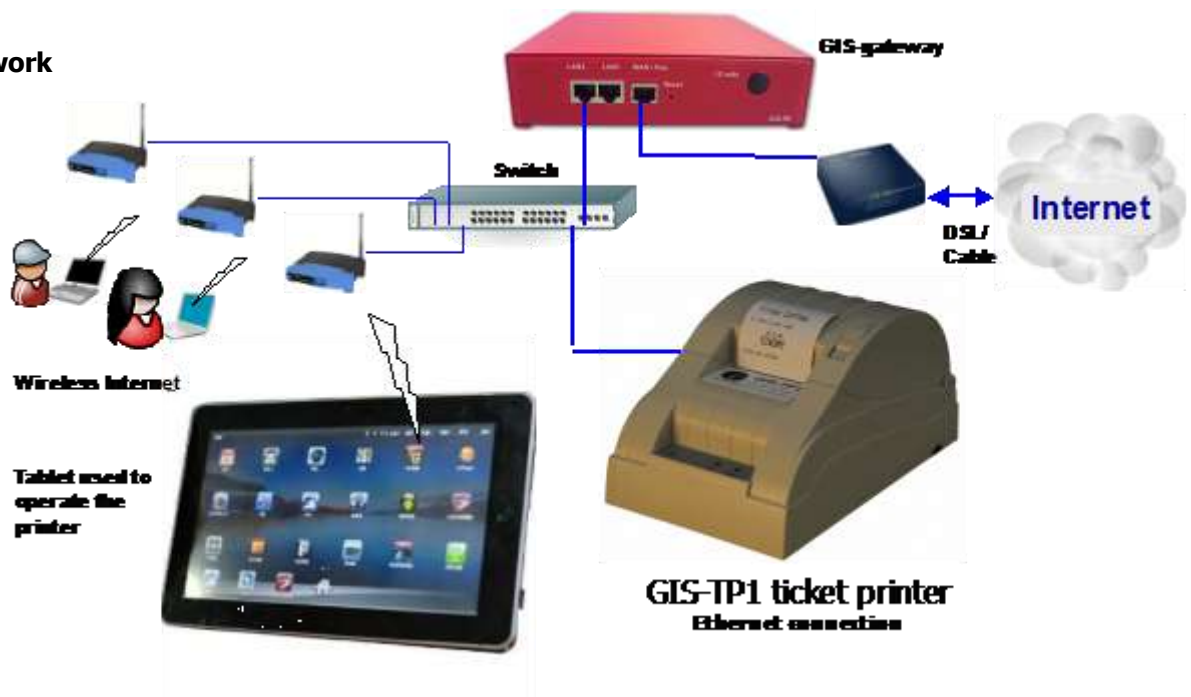 work
GIS-gateway
LAN1
Switch
Internet
DSL/
Cable
Wireless Internet
Tablet used to
operate the
printer
GIS-TP1 ticket printer
Ethernet connection